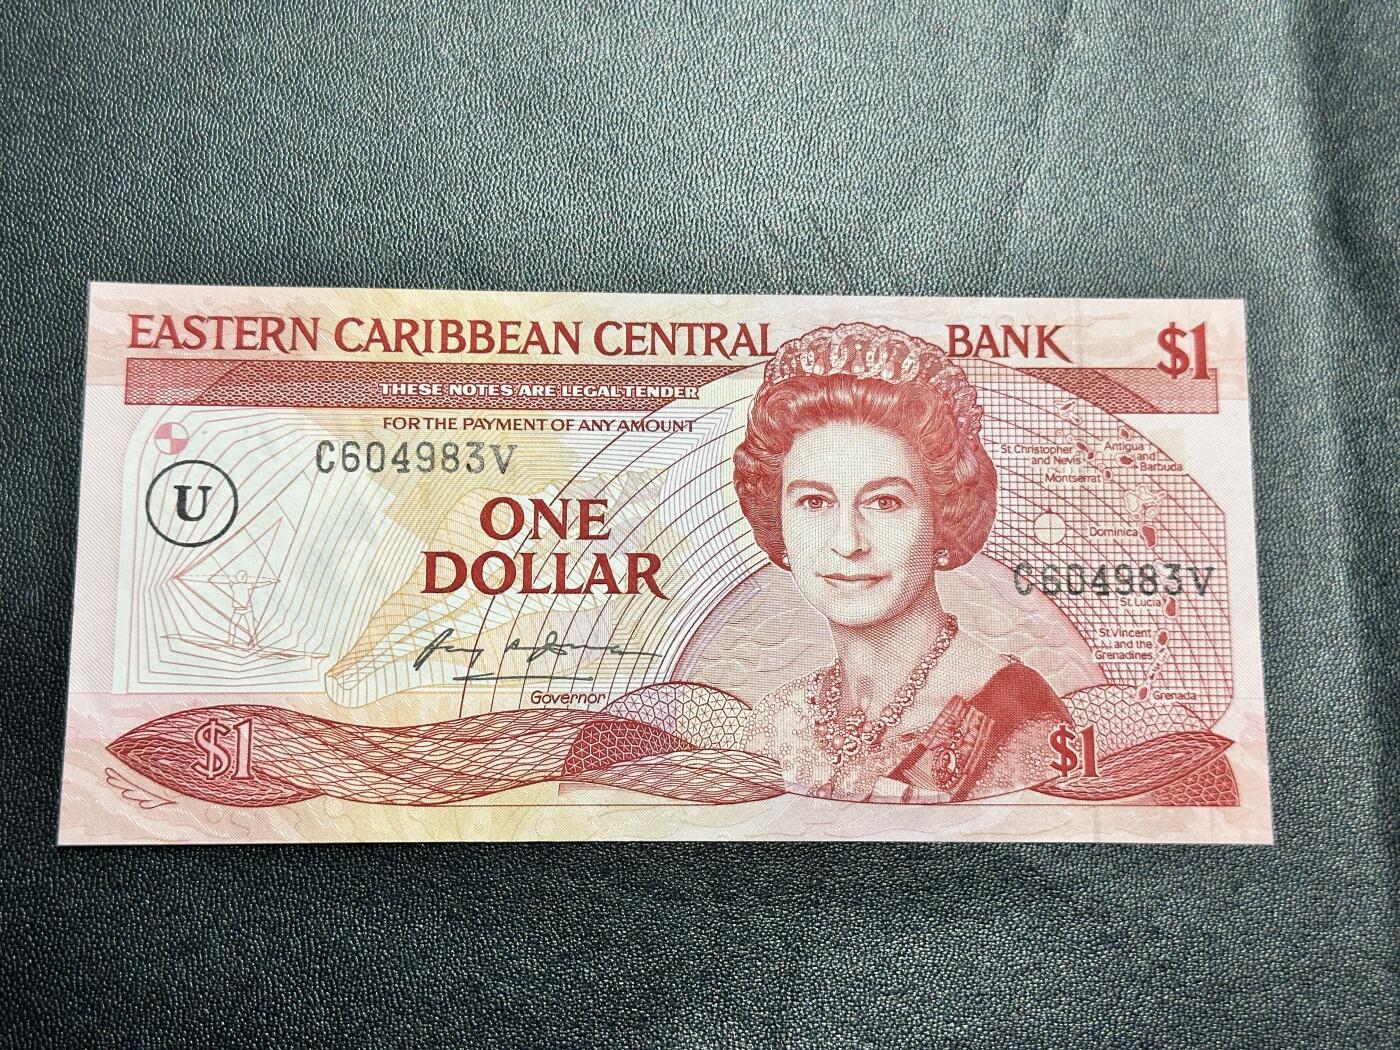 EASTERN CARIBBEAN CENTRAL BANK
$1
THESE NOTES ARE LEGAL TENDER
FOR THE PAYMENT OF ANY AMOUNT
C604983V
U
ONE
DOLLAR
Governor
$1
St Christopher
and Nevis
Antigua
and
Barbuda
Montserrat
Dominica
C604983V
St Lucia
St Vincent
and the
Grenadines
Grenada
$1